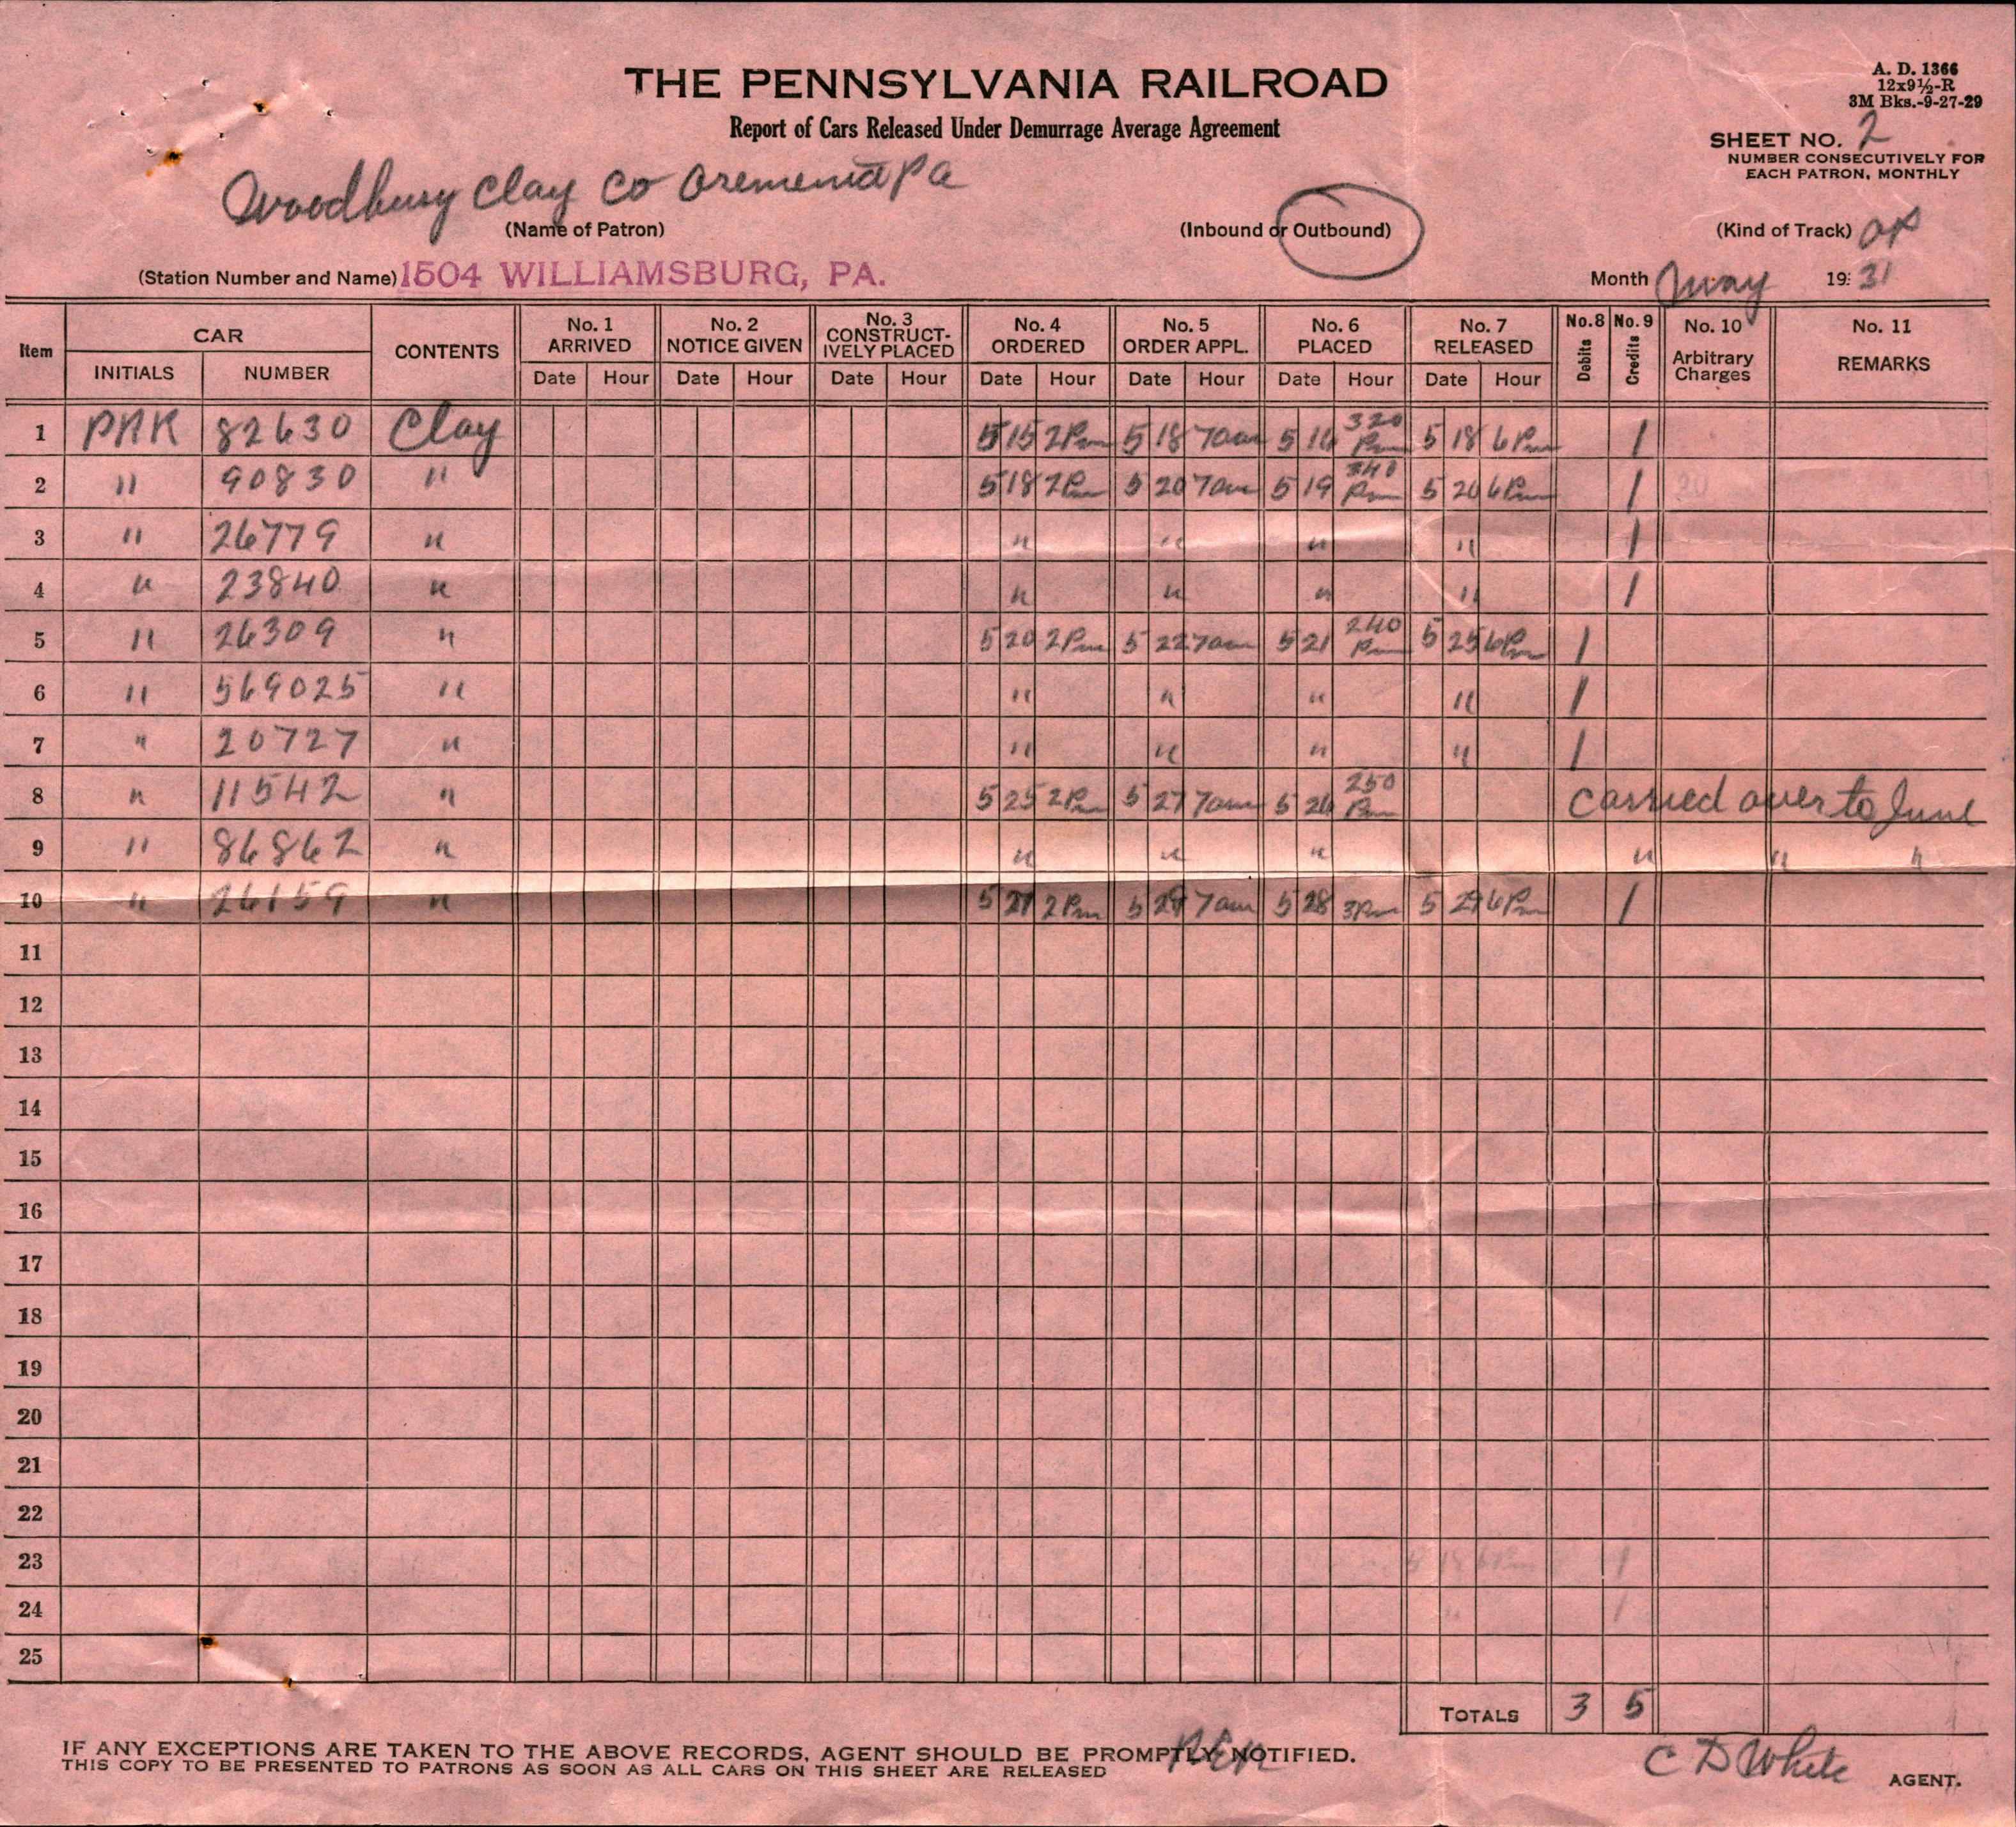 THE PENNSYLVANIA RAILROAD
A. D. 1366
12x9½-R
3M Bks.-9-27-29
Report of Cars Released Under Demurrage Average Agreement
SHEET NO. 2
NUMBER CONSECUTIVELY FOR
EACH PATRON, MONTHLY
Woodbury Clay Co Oremenia Pa
(Name of Patron) (Inbound or Outbound) (Kind of Track)
(Station Number and Name) 1504 WILLIAMSBURG, PA. Month May 1931
Item CAR CONTENTS No. 1 ARRIVED No. 2 NOTICE GIVEN No. 3 CONSTRUCT-IVELY PLACED No. 4 ORDERED No. 5 ORDER APPL. No. 6 PLACED No. 7 RELEASED No.8 Debits No.9 Credits No. 10 Arbitrary Charges No. 11 REMARKS
INITIALS NUMBER Date Hour Date Hour Date Hour Date Hour Date Hour Date Hour Date Hour
1 PRR 82630 Clay 5 15 2Pm 5 18 7am 5 16 320 Pm 5 18 6Pm 1
2 " 90830 " 5 18 2Pm 5 20 7am 5 19 340 Pm 5 20 6Pm 1
3 " 26779 " " " " " 1
4 " 23840 " " " " " 1
5 " 26309 " 5 20 2Pm 5 22 7am 5 21 240 Pm 5 25 6Pm 1
6 " 569025 " " " " " 1
7 " 20727 " " " " " 1
8 " 11542 " 5 25 2Pm 5 27 7am 5 26 250 Pm Carried over to June
9 " 86862 " " " " " " "
10 " 26159 " 5 27 2Pm 5 29 7am 5 28 3Pm 5 29 6Pm 1
11
12
13
14
15
16
17
18
19
20
21
22
23
24
25
TOTALS 3 5
IF ANY EXCEPTIONS ARE TAKEN TO THE ABOVE RECORDS, AGENT SHOULD BE PROMPTLY NOTIFIED.
THIS COPY TO BE PRESENTED TO PATRONS AS SOON AS ALL CARS ON THIS SHEET ARE RELEASED
C D White AGENT.